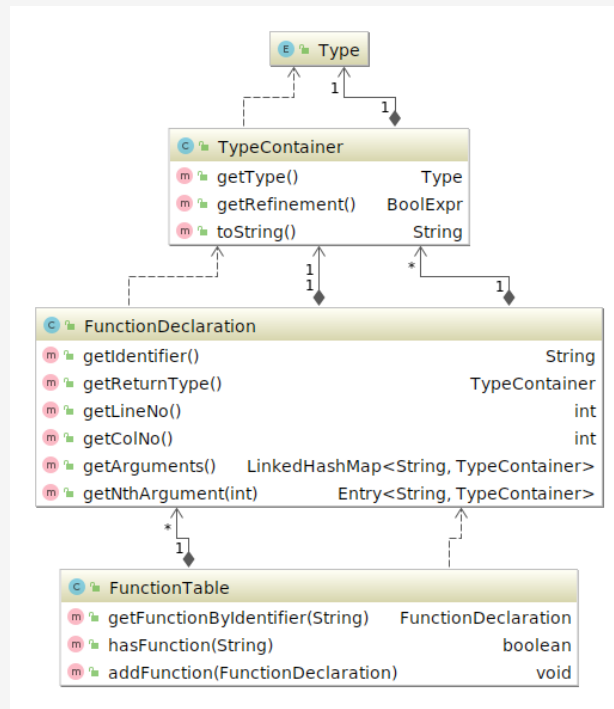 E Type
1
1
C TypeContainer
m getType() Type
m getRefinement() BoolExpr
m toString() String
1 *
1 1
C FunctionDeclaration
m getIdentifier() String
m getReturnType() TypeContainer
m getLineNo() int
m getColNo() int
m getArguments() LinkedHashMap<String, TypeContainer>
m getNthArgument(int) Entry<String, TypeContainer>
*
1
C FunctionTable
m getFunctionByIdentifier(String) FunctionDeclaration
m hasFunction(String) boolean
m addFunction(FunctionDeclaration) void